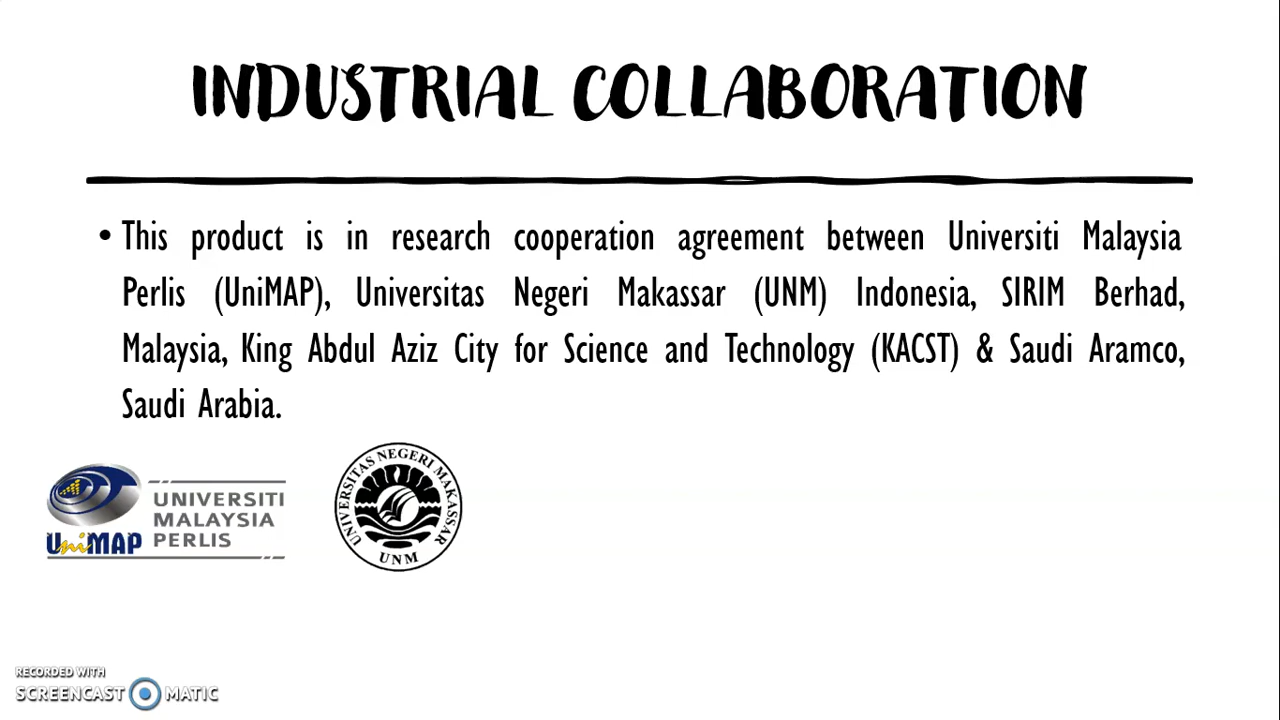 INDUSTRIAL COLLABORATION
• This product is in research cooperation agreement between Universiti Malaysia
Perlis (UniMAP), Universitas Negeri Makassar (UNM) Indonesia, SIRIM Berhad,
Malaysia, King Abdul Aziz City for Science and Technology (KACST) & Saudi Aramco,
Saudi Arabia.
UniMAP
UNIVERSITI
MALAYSIA
PERLIS
UNIVERSITAS NEGERI MAKASSAR
UNM
RECORDED WITH
SCREENCAST MATIC